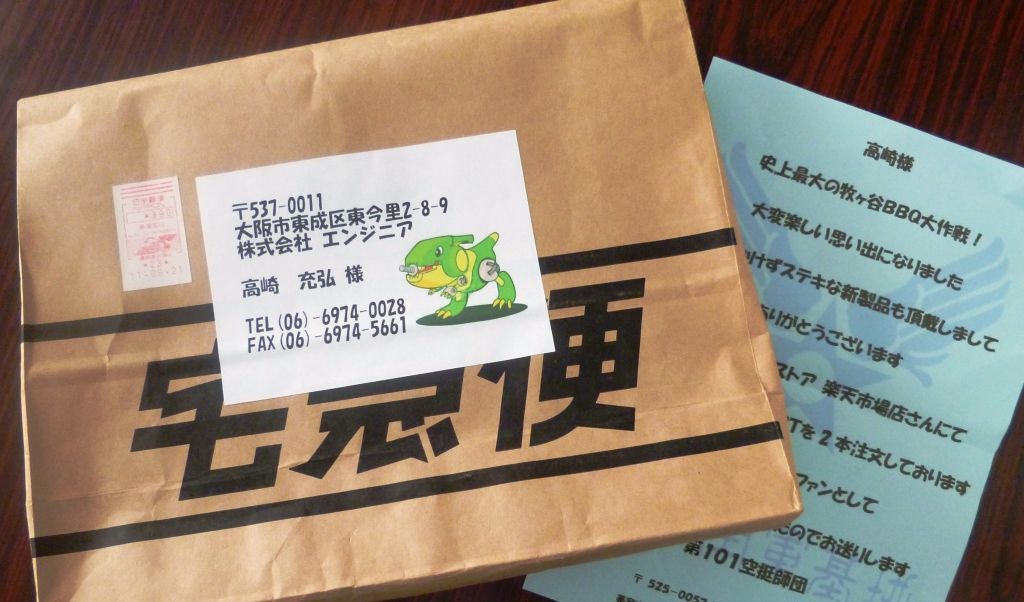 〒537-0011
大阪市東成区東今里2-8-9
株式会社 エンジニア
高崎 充弘 様
TEL(06)-6974-0028
FAX(06)-6974-5661
宅急便
11-05-21
高崎様
史上最大の牧ヶ谷BBQ大作戦!
大変楽しい思い出になりました
けずステキな新製品も頂戴しまして
ありがとうございます
ストア 楽天市場店さんにて
Tを2本注文しております
ファンとして
のでお送りします
第101空挺師団
〒 525-0057